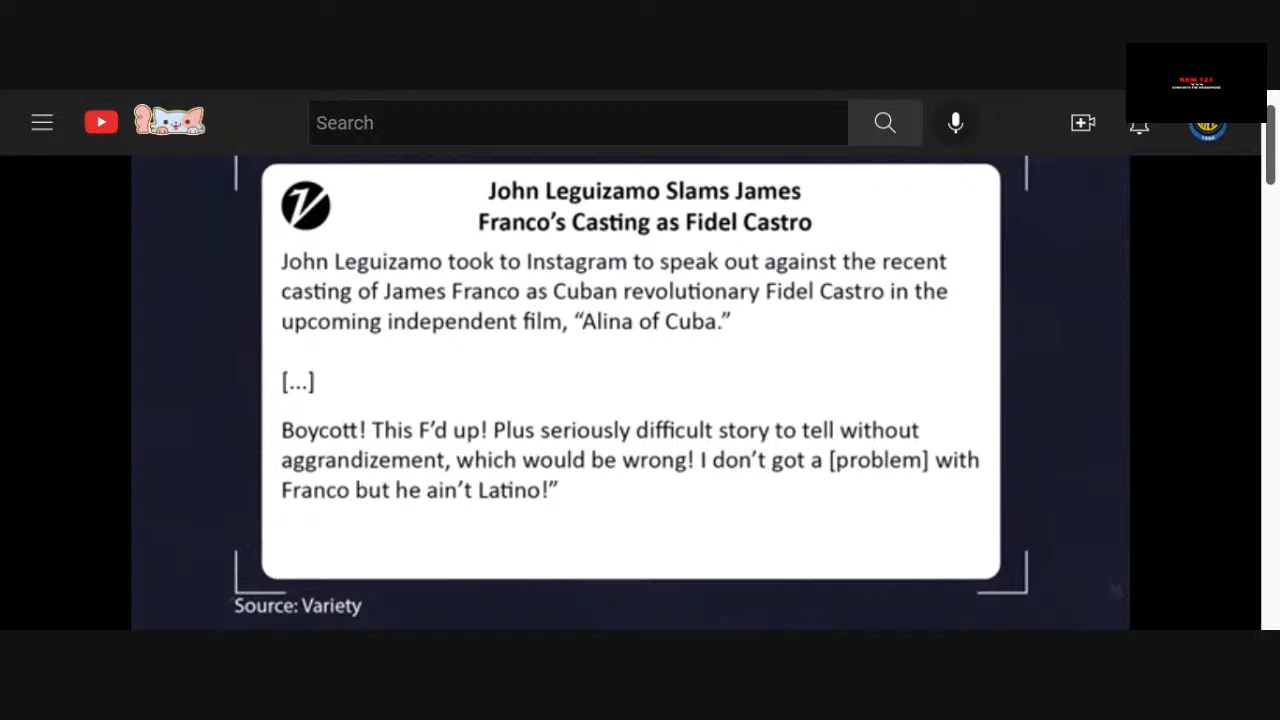 KEM 123
Search
John Leguizamo Slams James
Franco's Casting as Fidel Castro
John Leguizamo took to Instagram to speak out against the recent
casting of James Franco as Cuban revolutionary Fidel Castro in the
upcoming independent film, “Alina of Cuba.”
[...]
Boycott! This F’d up! Plus seriously difficult story to tell without
aggrandizement, which would be wrong! I don’t got a [problem] with
Franco but he ain’t Latino!”
Source: Variety